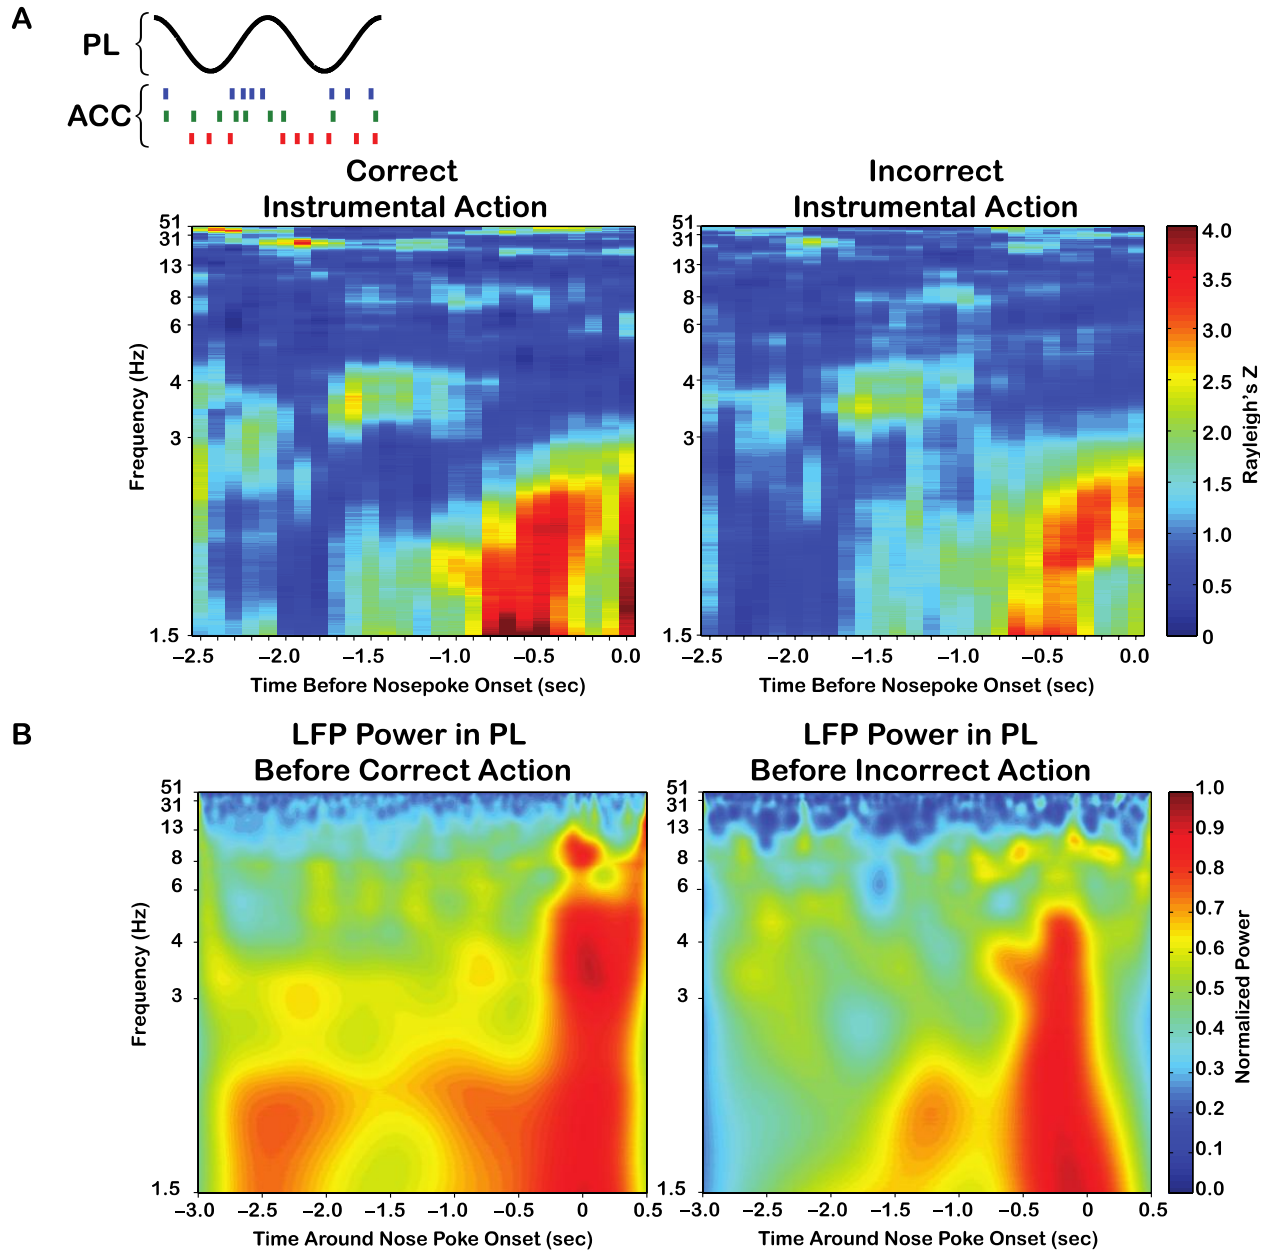 A
PL
ACC
Correct
Instrumental Action
Incorrect
Instrumental Action
Frequency (Hz)
51
31
13
8
6
4
3
1.5
−2.5 −2.0 −1.5 −1.0 −0.5 0.0
Time Before Nosepoke Onset (sec)
51
31
13
8
6
4
3
1.5
−2.5 −2.0 −1.5 −1.0 −0.5 0.0
Time Before Nosepoke Onset (sec)
4.0
3.5
3.0
2.5
2.0
1.5
1.0
0.5
0
Rayleigh's Z
B
LFP Power in PL
Before Correct Action
LFP Power in PL
Before Incorrect Action
Frequency (Hz)
51
31
13
8
6
4
3
1.5
−3.0 −2.5 −2.0 −1.5 −1.0 −0.5 0 0.5
Time Around Nose Poke Onset (sec)
51
31
13
8
6
4
3
1.5
−3.0 −2.5 −2.0 −1.5 −1.0 −0.5 0 0.5
Time Around Nose Poke Onset (sec)
1.0
0.9
0.8
0.7
0.6
0.5
0.4
0.3
0.2
0.1
0.0
Normalized Power